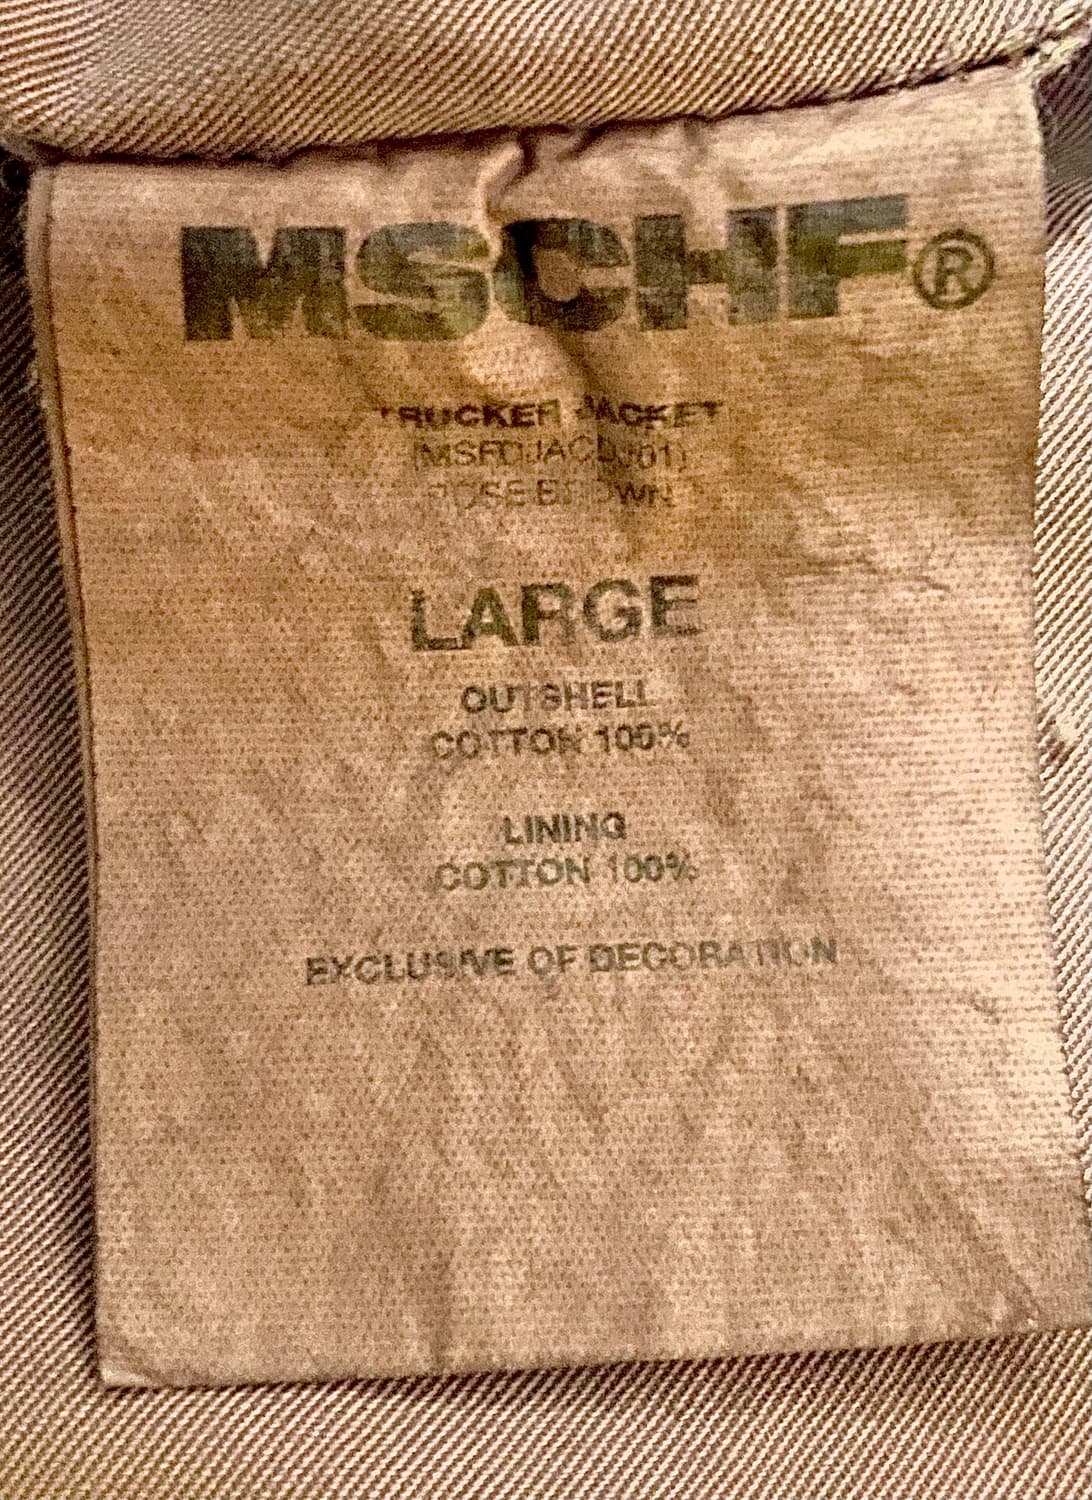 MSCHF®
TRUCKER JACKET
LARGE
OUTSHELL
COTTON 100%
LINING
COTTON 100%
EXCLUSIVE OF DECORATION